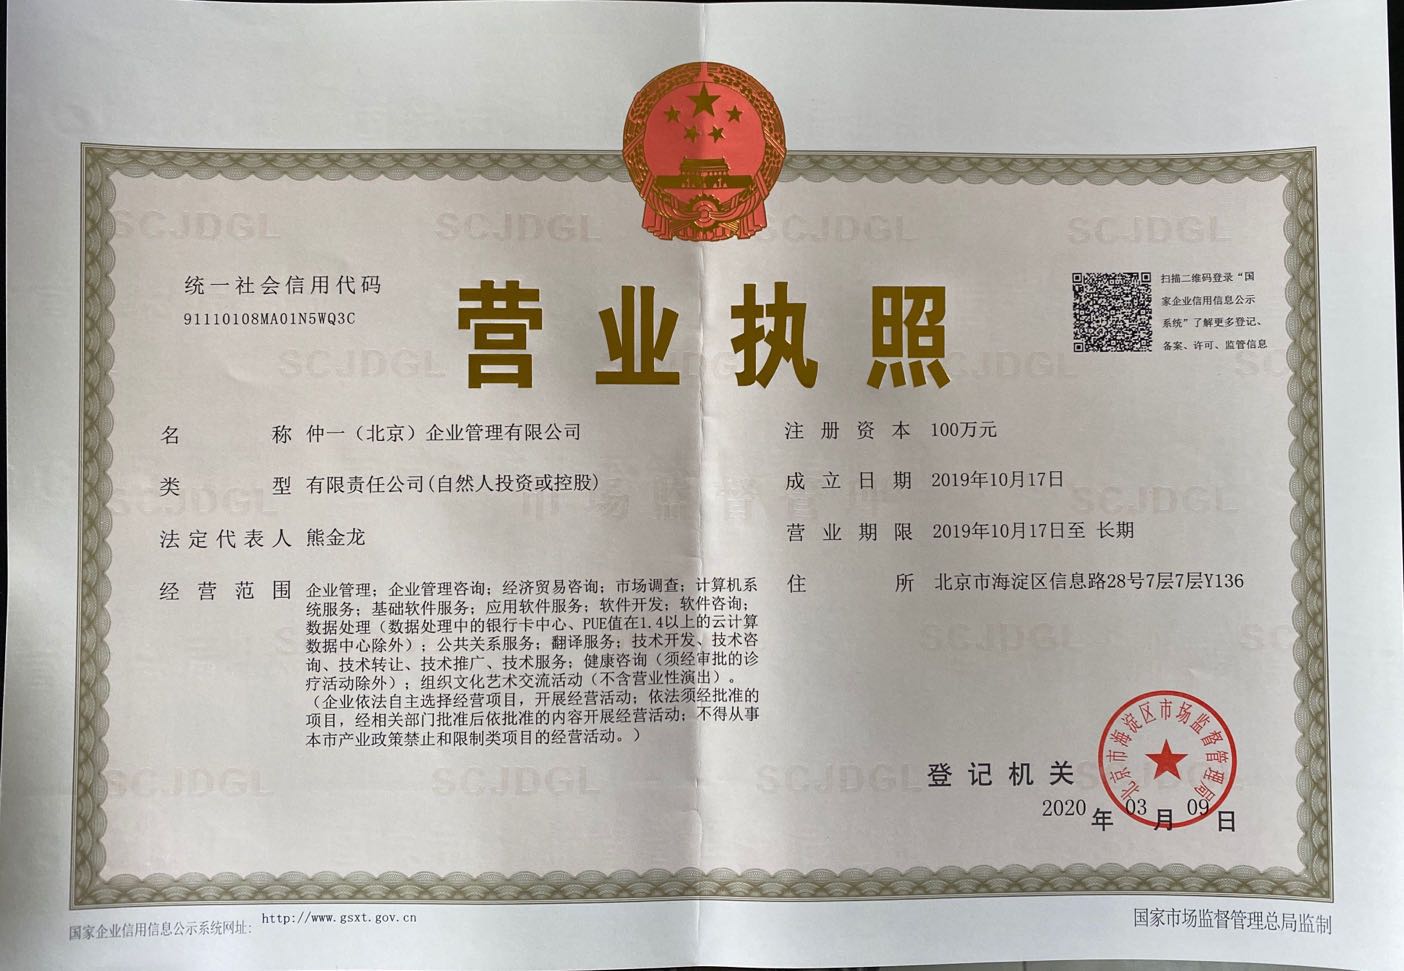 统一社会信用代码
91110108MA01N5WQ3C
营业执照
扫描二维码登录“国
家企业信用信息公示
系统”了解更多登记、
备案、许可、监管信息
名称 仲一（北京）企业管理有限公司
类型 有限责任公司(自然人投资或控股)
法定代表人 熊金龙
经营范围 企业管理；企业管理咨询；经济贸易咨询；市场调查；计算机系
统服务；基础软件服务；应用软件服务；软件开发；软件咨询；
数据处理（数据处理中的银行卡中心、PUE值在1.4以上的云计算
数据中心除外）；公共关系服务；翻译服务；技术开发、技术咨
询、技术转让、技术推广、技术服务；健康咨询（须经审批的诊
疗活动除外）；组织文化艺术交流活动（不含营业性演出）。
（企业依法自主选择经营项目，开展经营活动；依法须经批准的
项目，经相关部门批准后依批准的内容开展经营活动；不得从事
本市产业政策禁止和限制类项目的经营活动。）
注册资本 100万元
成立日期 2019年10月17日
营业期限 2019年10月17日至 长期
住所 北京市海淀区信息路28号7层7层Y136
登记机关
北京市海淀区市场监督管理局
2020年03月09日
国家企业信用信息公示系统网址: http://www.gsxt.gov.cn
国家市场监督管理总局监制
SCJDGL
市场监督管理